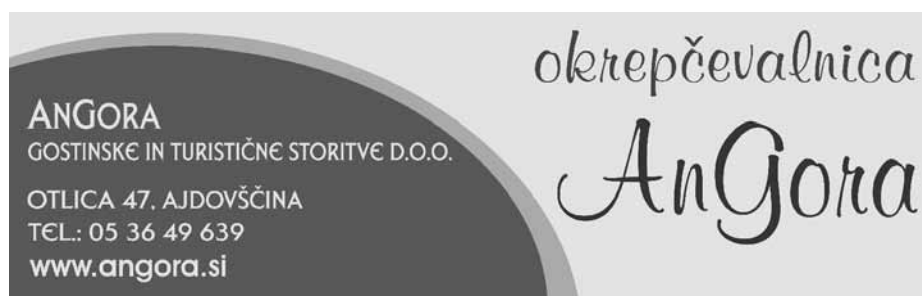 ANGORA
GOSTINSKE IN TURISTIČNE STORITVE D.O.O.
OTLICA 47, AJDOVŠČINA
TEL.: 05 36 49 639
www.angora.si
okrepčevalnica
AnGora